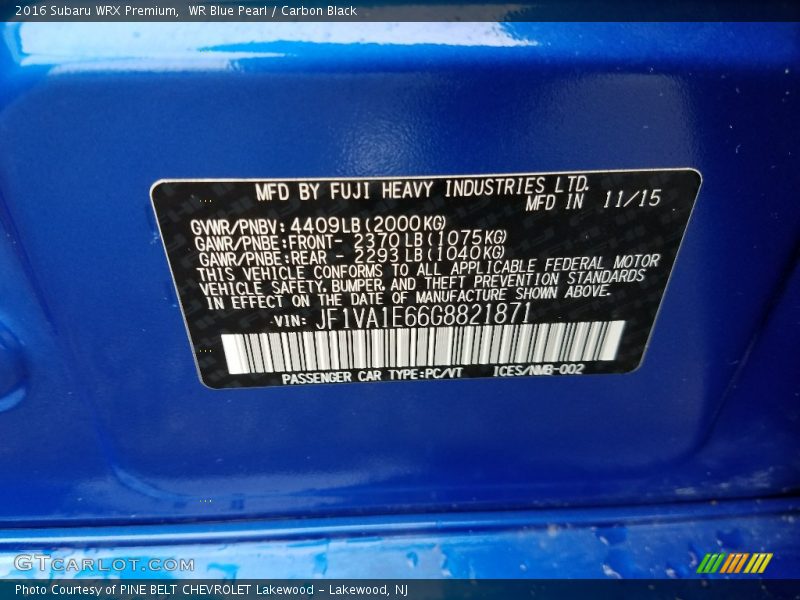 2016 Subaru WRX Premium,  WR Blue Pearl / Carbon Black
MFD BY FUJI HEAVY INDUSTRIES LTD.
MFD IN 11/15
GVWR/PNBV: 4409LB(2000KG)
GAWR/PNBE:FRONT- 2370LB(1075KG)
GAWR/PNBE:REAR - 2293LB(1040KG)
THIS VEHICLE CONFORMS TO ALL APPLICABLE FEDERAL MOTOR
VEHICLE SAFETY, BUMPER, AND THEFT PREVENTION STANDARDS
IN EFFECT ON THE DATE OF MANUFACTURE SHOWN ABOVE.
VIN: JF1VA1E66G8821871
PASSENGER CAR TYPE:PC/VT ICES/NMB-002
GTCARLOT.COM
Photo Courtesy of PINE BELT CHEVROLET Lakewood - Lakewood, NJ